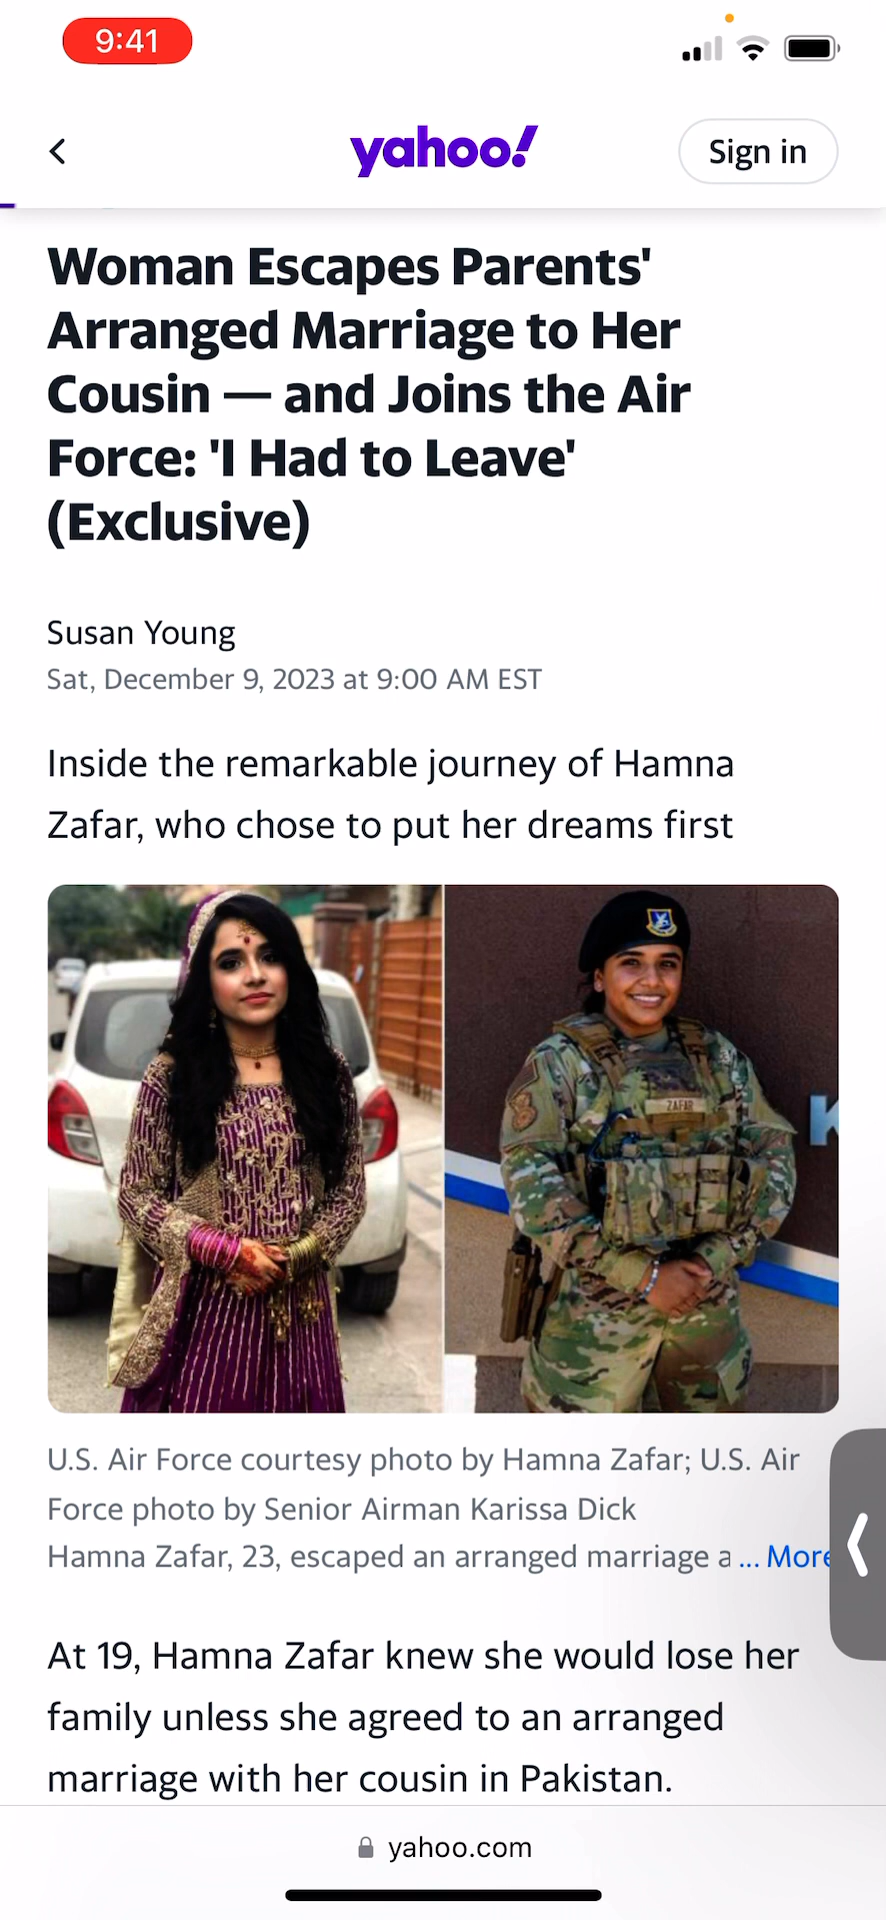 9:41
yahoo!
Sign in
Woman Escapes Parents'
Arranged Marriage to Her
Cousin — and Joins the Air
Force: 'I Had to Leave'
(Exclusive)
Susan Young
Sat, December 9, 2023 at 9:00 AM EST
Inside the remarkable journey of Hamna
Zafar, who chose to put her dreams first
ZAFAR
K
U.S. Air Force courtesy photo by Hamna Zafar; U.S. Air
Force photo by Senior Airman Karissa Dick
Hamna Zafar, 23, escaped an arranged marriage a ... More
At 19, Hamna Zafar knew she would lose her
family unless she agreed to an arranged
marriage with her cousin in Pakistan.
yahoo.com